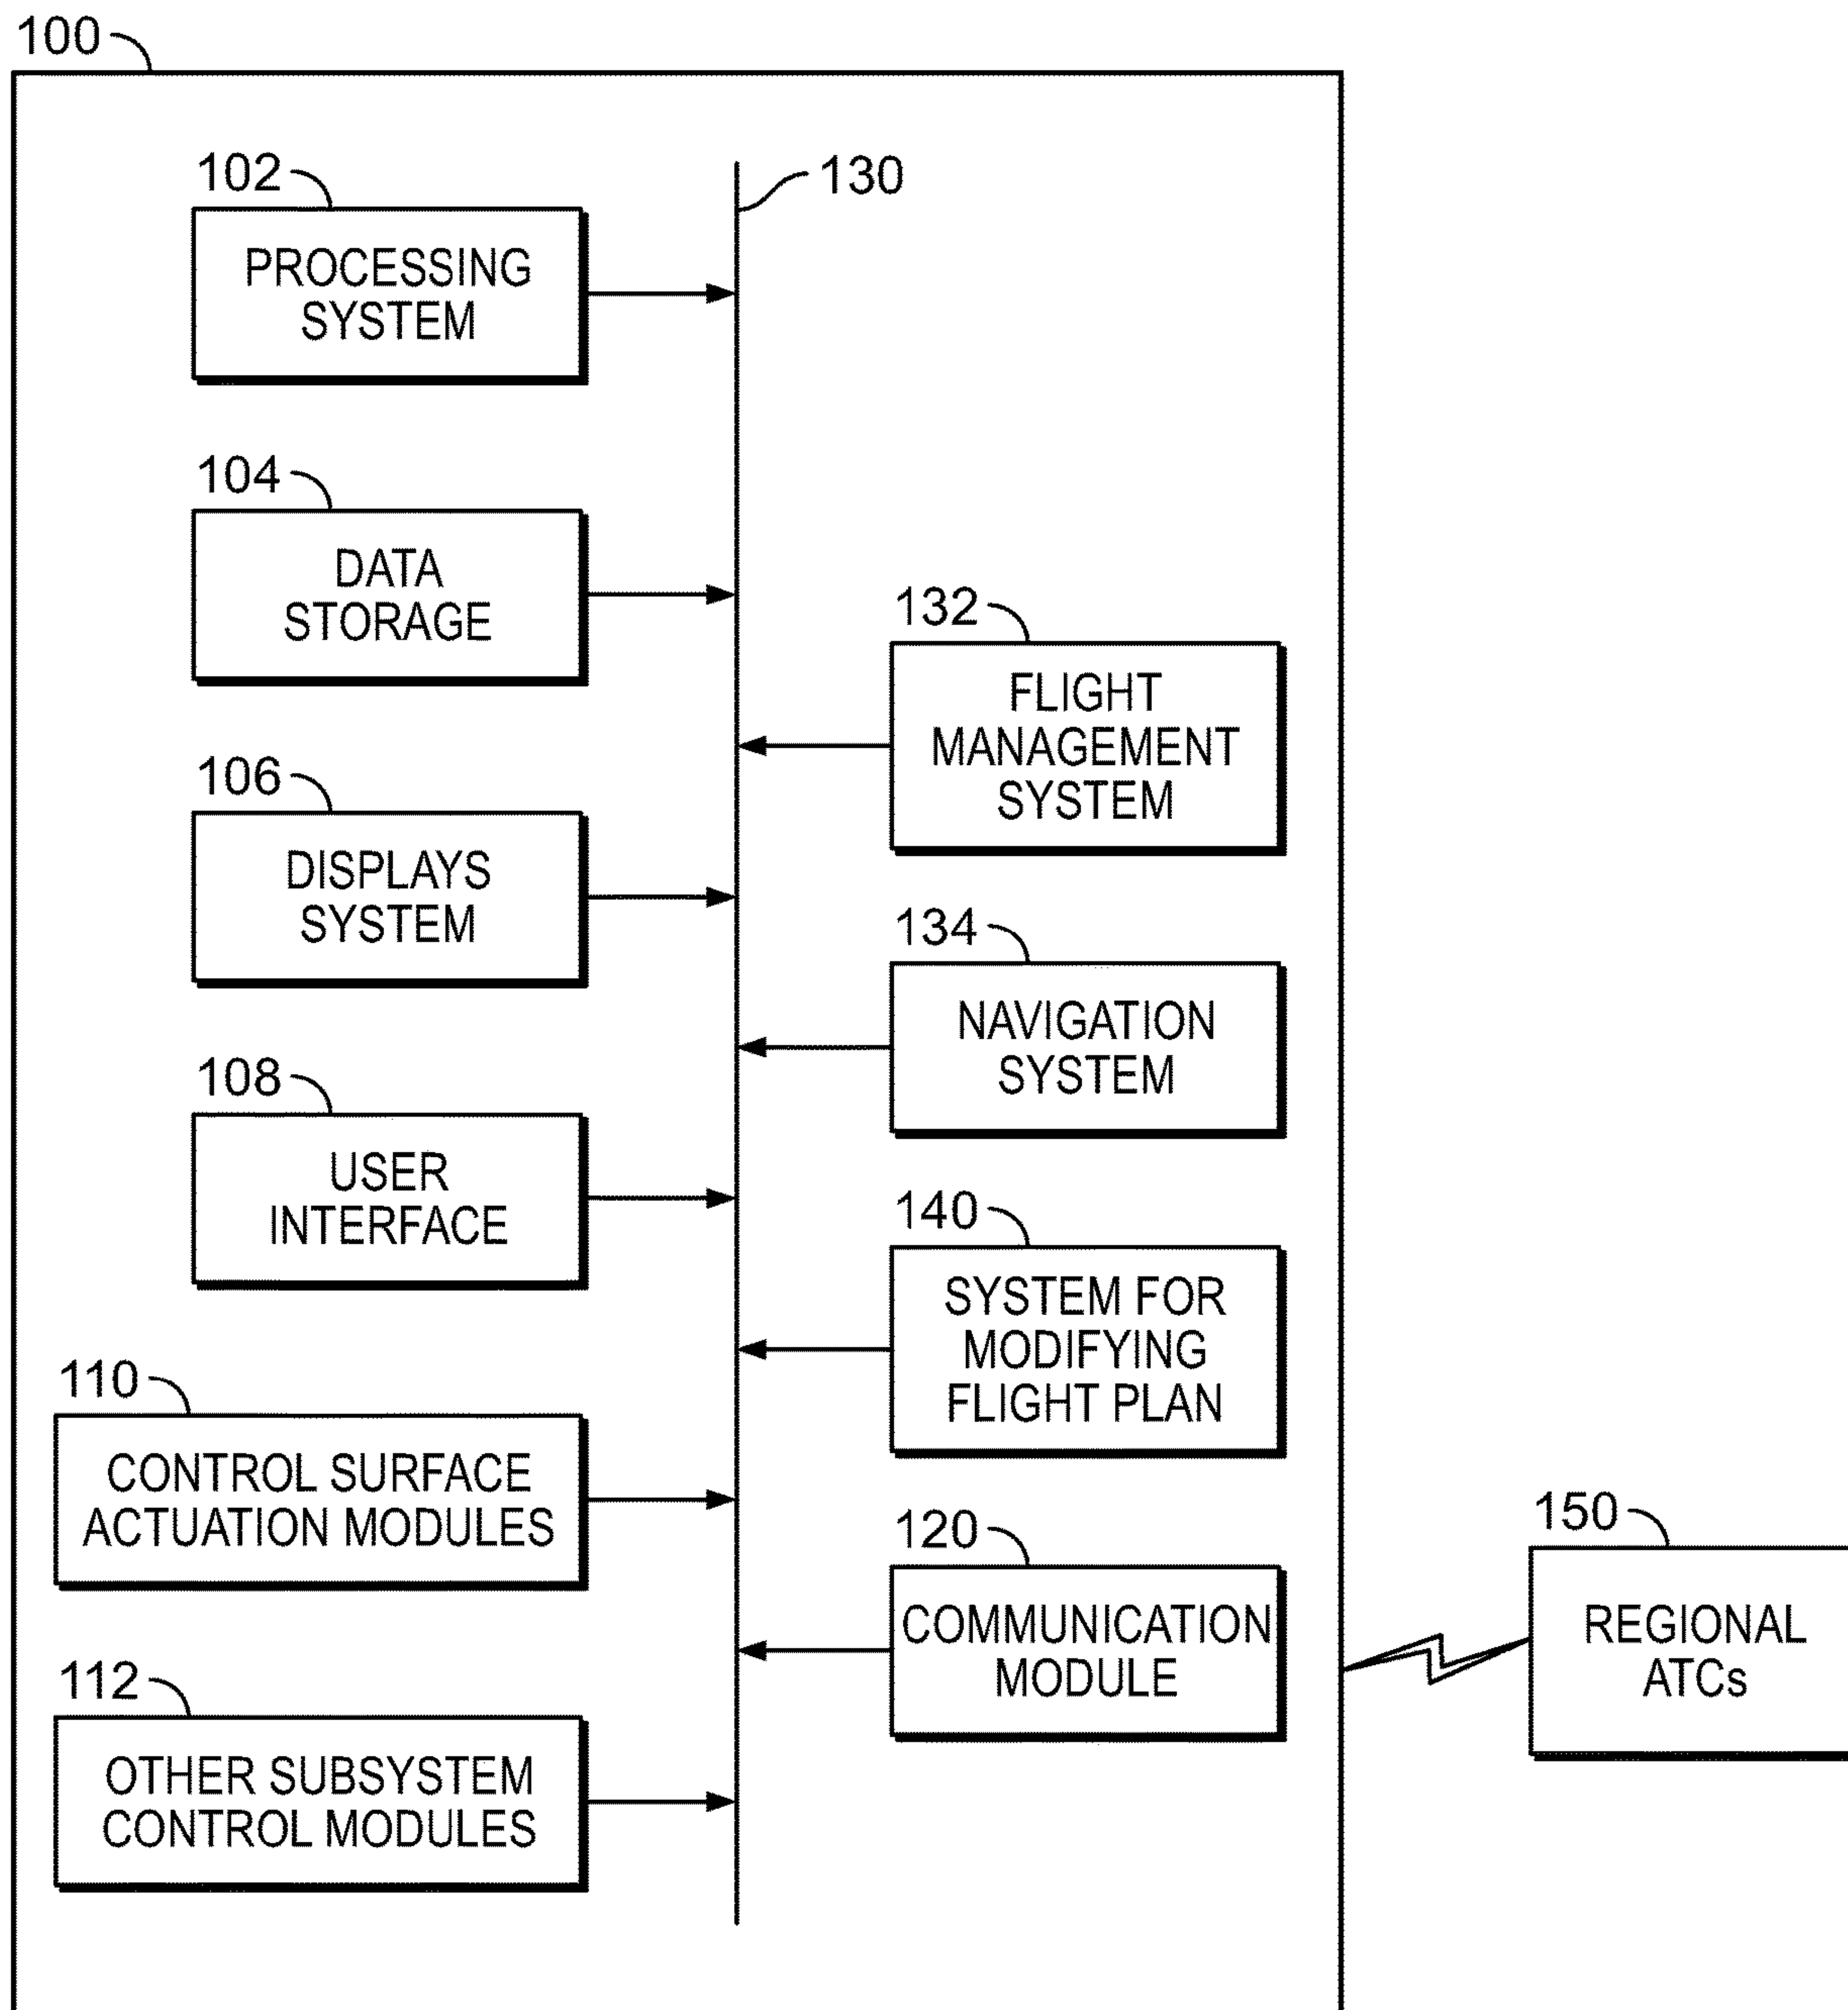 100
102
PROCESSING
SYSTEM
130
104
DATA
STORAGE
132
FLIGHT
MANAGEMENT
SYSTEM
106
DISPLAYS
SYSTEM
134
NAVIGATION
SYSTEM
108
USER
INTERFACE
140
SYSTEM FOR
MODIFYING
FLIGHT PLAN
110
CONTROL SURFACE
ACTUATION MODULES
120
COMMUNICATION
MODULE
150
REGIONAL
ATCs
112
OTHER SUBSYSTEM
CONTROL MODULES